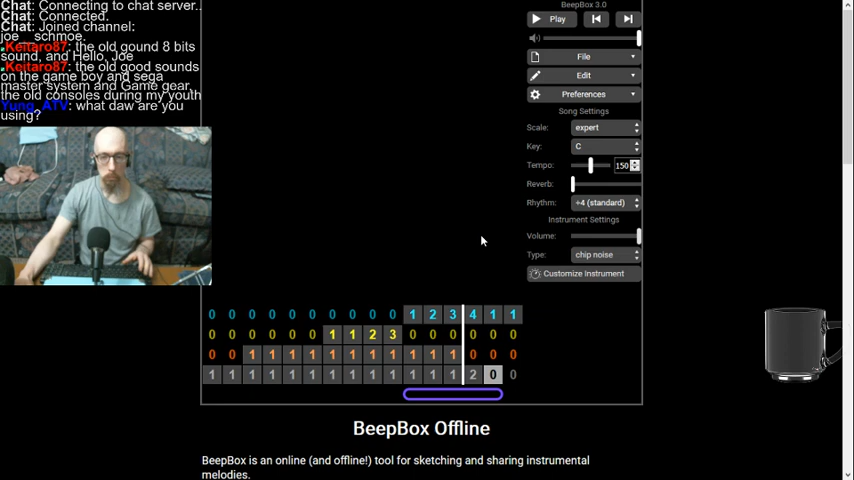 Chat: Connecting to chat server..
Chat: Connected.
Chat: Joined channel:
joe__schmoe.
Keitaro87: the old gound 8 bits
sound, and Hello, Joe
Keitaro87: the old good sounds
on the game boy and sega
master system and Game gear,
the old consoles during my youth
Yung_ATV: what daw are you
using?
BeepBox 3.0
Play
File
Edit
Preferences
Song Settings
Scale: expert
Key: C
Tempo: 150
Reverb:
Rhythm: ÷4 (standard)
Instrument Settings
Volume:
Type: chip noise
Customize Instrument
0 0 0 0 0 0 0 0 0 0 1 2 3 4 1 1
0 0 0 0 0 0 1 1 2 3 0 0 0 0 0 0
0 0 1 1 1 1 1 1 1 1 1 1 1 0 0 0
1 1 1 1 1 1 1 1 1 1 1 1 1 2 0 0
BeepBox Offline
BeepBox is an online (and offline!) tool for sketching and sharing instrumental
melodies.